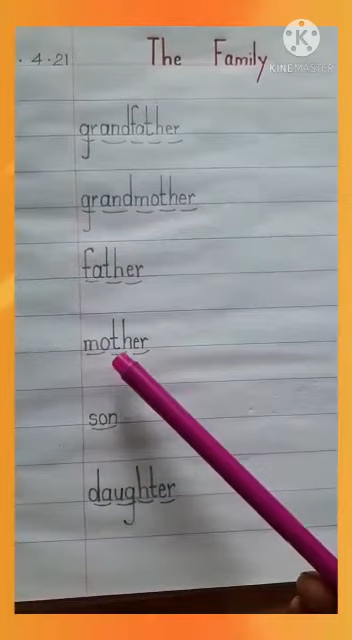 . 4.21 The Family
KINEMASTER
grandfather
grandmother
father
mother
son
daughter